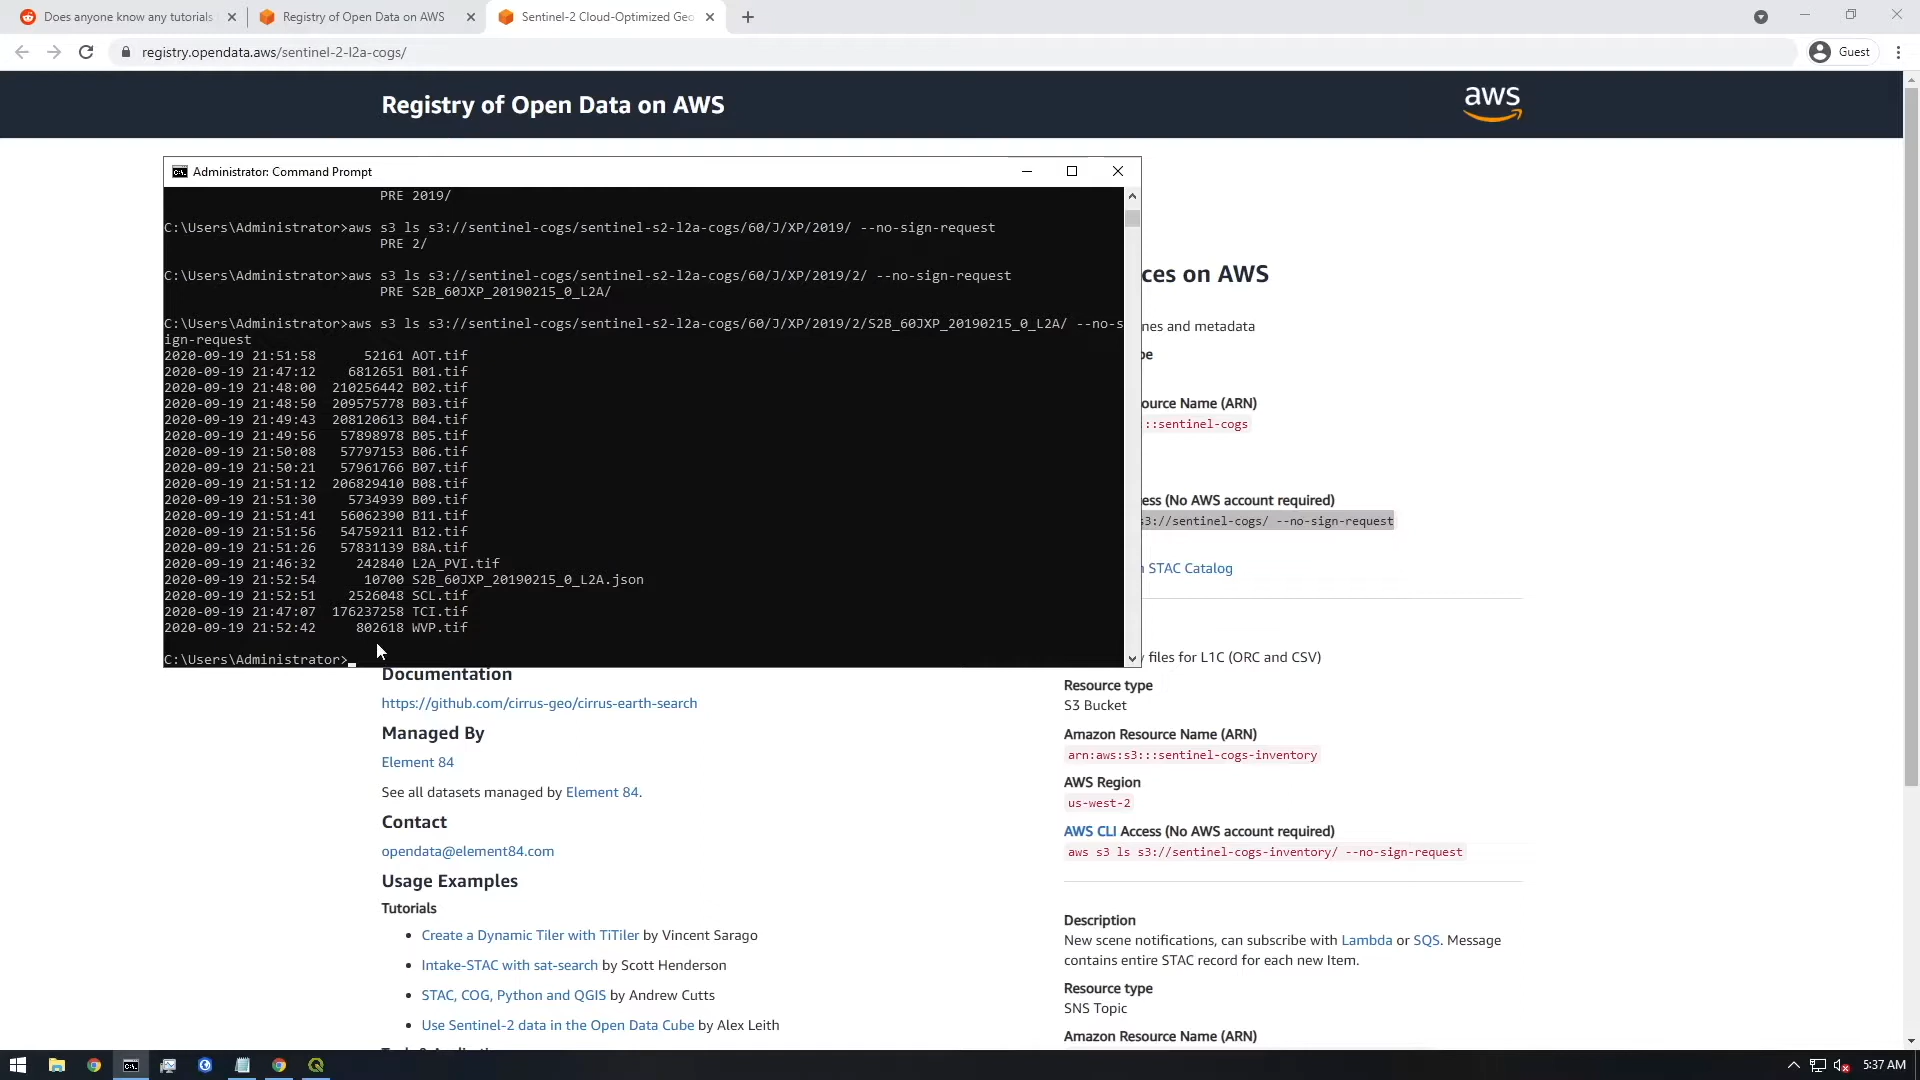 Does anyone know any tutorials
Registry of Open Data on AWS
Sentinel-2 Cloud-Optimized Geo
registry.opendata.aws/sentinel-2-l2a-cogs/
Guest
Registry of Open Data on AWS
aws
Administrator: Command Prompt
PRE 2019/
C:\Users\Administrator>aws s3 ls s3://sentinel-cogs/sentinel-s2-l2a-cogs/60/J/XP/2019/ --no-sign-request
PRE 2/
C:\Users\Administrator>aws s3 ls s3://sentinel-cogs/sentinel-s2-l2a-cogs/60/J/XP/2019/2/ --no-sign-request
PRE S2B_60JXP_20190215_0_L2A/
C:\Users\Administrator>aws s3 ls s3://sentinel-cogs/sentinel-s2-l2a-cogs/60/J/XP/2019/2/S2B_60JXP_20190215_0_L2A/ --no-s
ign-request
2020-09-19 21:51:58 52161 AOT.tif
2020-09-19 21:47:12 6812651 B01.tif
2020-09-19 21:48:00 210256442 B02.tif
2020-09-19 21:48:50 209575778 B03.tif
2020-09-19 21:49:43 208120613 B04.tif
2020-09-19 21:49:56 57898978 B05.tif
2020-09-19 21:50:08 57797153 B06.tif
2020-09-19 21:50:21 57961766 B07.tif
2020-09-19 21:51:12 206829410 B08.tif
2020-09-19 21:51:30 5734939 B09.tif
2020-09-19 21:51:41 56062390 B11.tif
2020-09-19 21:51:56 54759211 B12.tif
2020-09-19 21:51:26 57831139 B8A.tif
2020-09-19 21:46:32 242840 L2A_PVI.tif
2020-09-19 21:52:54 10700 S2B_60JXP_20190215_0_L2A.json
2020-09-19 21:52:51 2526048 SCL.tif
2020-09-19 21:47:07 176237258 TCI.tif
2020-09-19 21:52:42 802618 WVP.tif
C:\Users\Administrator>_
Documentation
https://github.com/cirrus-geo/cirrus-earth-search
Managed By
Element 84
See all datasets managed by Element 84.
Contact
opendata@element84.com
Usage Examples
Tutorials
• Create a Dynamic Tiler with TiTiler by Vincent Sarago
• Intake-STAC with sat-search by Scott Henderson
• STAC, COG, Python and QGIS by Andrew Cutts
• Use Sentinel-2 data in the Open Data Cube by Alex Leith
ces on AWS
nes and metadata
pe
ource Name (ARN)
::sentinel-cogs
ess (No AWS account required)
s3://sentinel-cogs/ --no-sign-request
STAC Catalog
y files for L1C (ORC and CSV)
Resource type
S3 Bucket
Amazon Resource Name (ARN)
arn:aws:s3:::sentinel-cogs-inventory
AWS Region
us-west-2
AWS CLI Access (No AWS account required)
aws s3 ls s3://sentinel-cogs-inventory/ --no-sign-request
Description
New scene notifications, can subscribe with Lambda or SQS. Message
contains entire STAC record for each new Item.
Resource type
SNS Topic
Amazon Resource Name (ARN)
5:37 AM